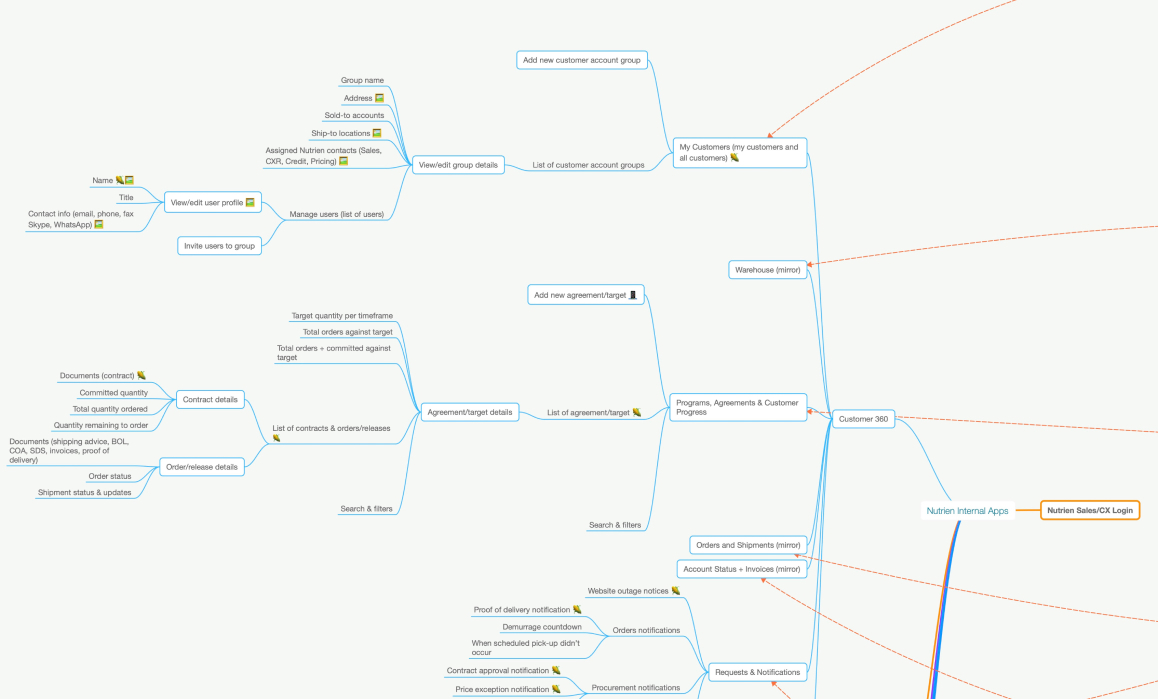 Add new customer account group
Group name
Address
Sold-to accounts
Ship-to locations
Assigned Nutrien contacts (Sales,
CXR, Credit, Pricing)
View/edit group details
List of customer account groups
My Customers (my customers and
all customers)
Name
Title
Contact info (email, phone, fax
Skype, WhatsApp)
View/edit user profile
Manage users (list of users)
Invite users to group
Warehouse (mirror)
Add new agreement/target
Target quantity per timeframe
Total orders against target
Total orders + committed against
target
Documents (contract)
Committed quantity
Total quantity ordered
Quantity remaining to order
Contract details
Agreement/target details
List of agreement/target
Programs, Agreements & Customer
Progress
Customer 360
List of contracts & orders/releases
Documents (shipping advice, BOL,
COA, SDS, invoices, proof of
delivery)
Order status
Shipment status & updates
Order/release details
Search & filters
Search & filters
Nutrien Internal Apps
Nutrien Sales/CX Login
Orders and Shipments (mirror)
Account Status + Invoices (mirror)
Website outage notices
Proof of delivery notification
Demurrage countdown
When scheduled pick-up didn't
occur
Orders notifications
Requests & Notifications
Contract approval notification
Price exception notification
Procurement notifications